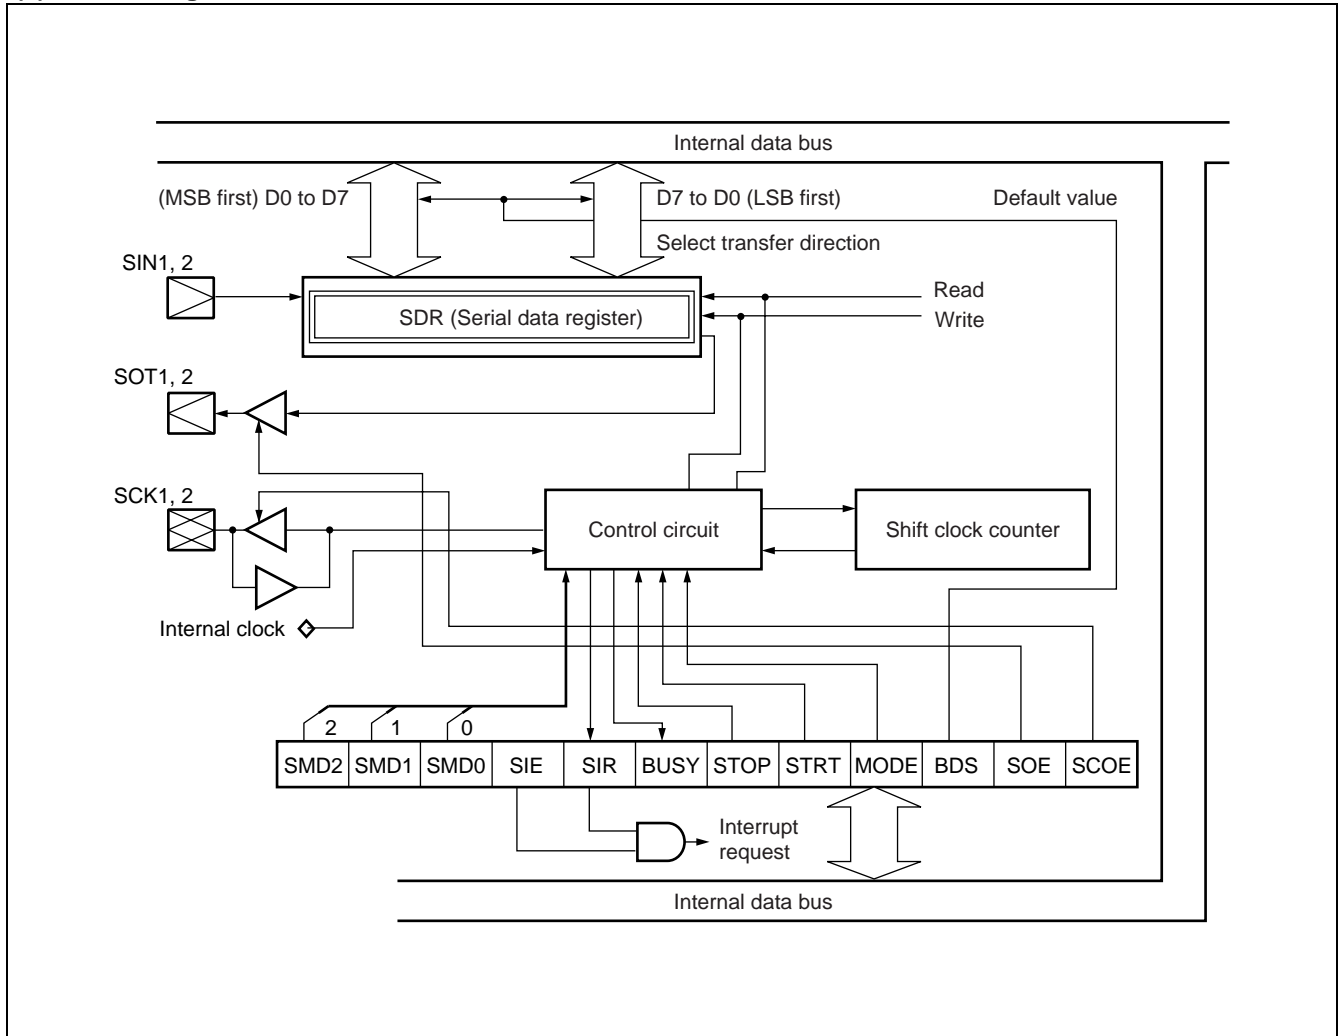 Internal data bus
(MSB first) D0 to D7
D7 to D0 (LSB first)
Default value
Select transfer direction
SIN1, 2
Read
SDR (Serial data register)
Write
SOT1, 2
SCK1, 2
Control circuit
Shift clock counter
Internal clock
2 1 0
SMD2 SMD1 SMD0 SIE SIR BUSY STOP STRT MODE BDS SOE SCOE
Interrupt
request
Internal data bus